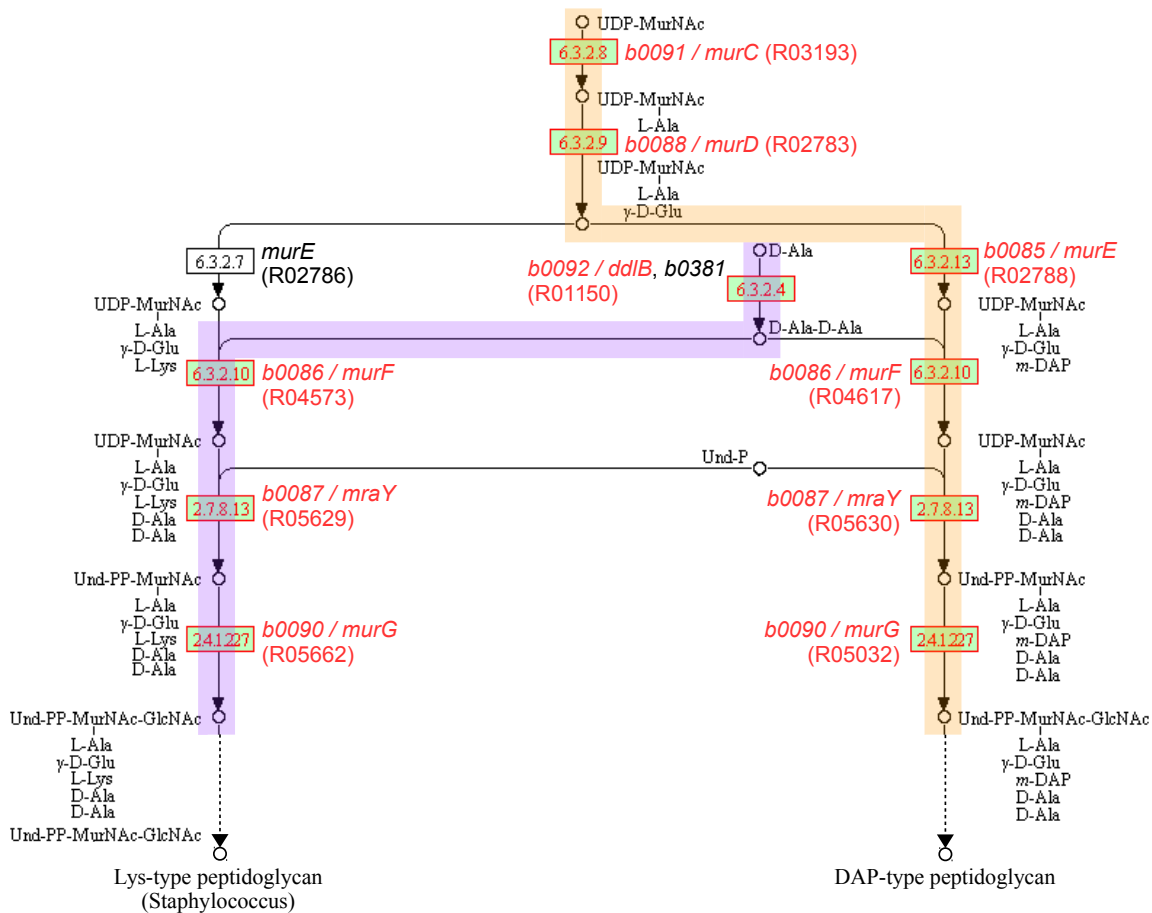 UDP-MurNAc
6.3.2.8
b0091 / murC (R03193)
UDP-MurNAc
L-Ala
6.3.2.9
b0088 / murD (R02783)
UDP-MurNAc
L-Ala
γ-D-Glu
6.3.2.7
murE
(R02786)
b0092 / ddlB, b0381
(R01150)
D-Ala
6.3.2.4
D-Ala-D-Ala
6.3.2.13
b0085 / murE
(R02788)
UDP-MurNAc
L-Ala
γ-D-Glu
L-Lys
UDP-MurNAc
L-Ala
γ-D-Glu
m-DAP
6.3.2.10
b0086 / murF
(R04573)
b0086 / murF
(R04617)
6.3.2.10
UDP-MurNAc
L-Ala
γ-D-Glu
L-Lys
D-Ala
D-Ala
Und-P
UDP-MurNAc
L-Ala
γ-D-Glu
m-DAP
D-Ala
D-Ala
2.7.8.13
b0087 / mraY
(R05629)
b0087 / mraY
(R05630)
2.7.8.13
Und-PP-MurNAc
L-Ala
γ-D-Glu
L-Lys
D-Ala
D-Ala
Und-PP-MurNAc
L-Ala
γ-D-Glu
m-DAP
D-Ala
D-Ala
2.4.1.227
b0090 / murG
(R05662)
b0090 / murG
(R05032)
2.4.1.227
Und-PP-MurNAc-GlcNAc
L-Ala
γ-D-Glu
L-Lys
D-Ala
D-Ala
Und-PP-MurNAc-GlcNAc
Und-PP-MurNAc-GlcNAc
L-Ala
γ-D-Glu
m-DAP
D-Ala
D-Ala
Lys-type peptidoglycan
(Staphylococcus)
DAP-type peptidoglycan